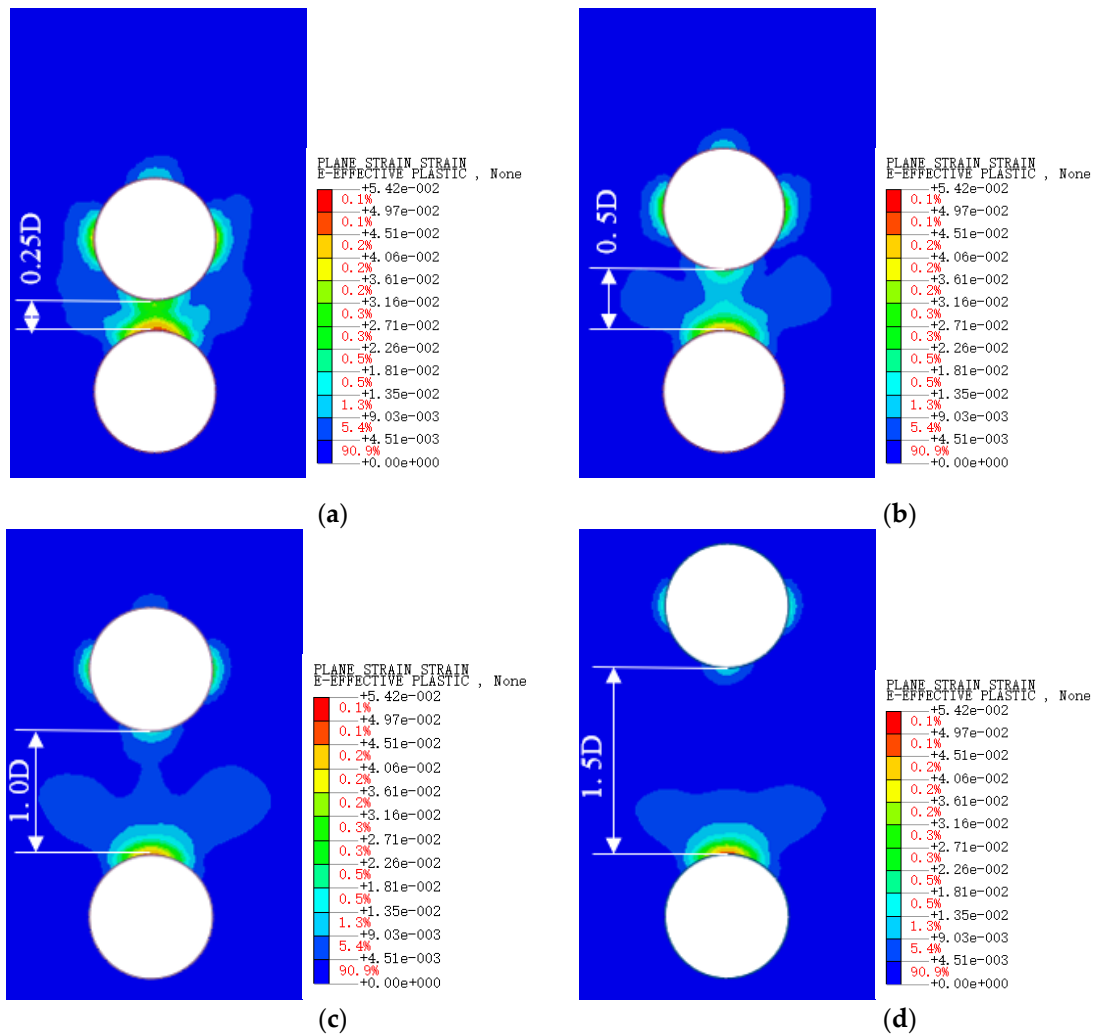 0.25D
PLANE STRAIN STRAIN
E-EFFECTIVE PLASTIC , None
+5.42e-002
0.1%
+4.97e-002
0.1%
+4.51e-002
0.2%
+4.06e-002
0.2%
+3.61e-002
0.2%
+3.16e-002
0.3%
+2.71e-002
0.3%
+2.26e-002
0.5%
+1.81e-002
0.5%
+1.35e-002
1.3%
+9.03e-003
5.4%
+4.51e-003
90.9%
+0.00e+000
(a)
0.5D
PLANE STRAIN STRAIN
E-EFFECTIVE PLASTIC , None
+5.42e-002
0.1%
+4.97e-002
0.1%
+4.51e-002
0.2%
+4.06e-002
0.2%
+3.61e-002
0.2%
+3.16e-002
0.3%
+2.71e-002
0.3%
+2.26e-002
0.5%
+1.81e-002
0.5%
+1.35e-002
1.3%
+9.03e-003
5.4%
+4.51e-003
90.9%
+0.00e+000
(b)
1.0D
PLANE STRAIN STRAIN
E-EFFECTIVE PLASTIC , None
+5.42e-002
0.1%
+4.97e-002
0.1%
+4.51e-002
0.2%
+4.06e-002
0.2%
+3.61e-002
0.2%
+3.16e-002
0.3%
+2.71e-002
0.3%
+2.26e-002
0.5%
+1.81e-002
0.5%
+1.35e-002
1.3%
+9.03e-003
5.4%
+4.51e-003
90.9%
+0.00e+000
(c)
1.5D
PLANE STRAIN STRAIN
E-EFFECTIVE PLASTIC , None
+5.42e-002
0.1%
+4.97e-002
0.1%
+4.51e-002
0.2%
+4.06e-002
0.2%
+3.61e-002
0.2%
+3.16e-002
0.3%
+2.71e-002
0.3%
+2.26e-002
0.5%
+1.81e-002
0.5%
+1.35e-002
1.3%
+9.03e-003
5.4%
+4.51e-003
90.9%
+0.00e+000
(d)